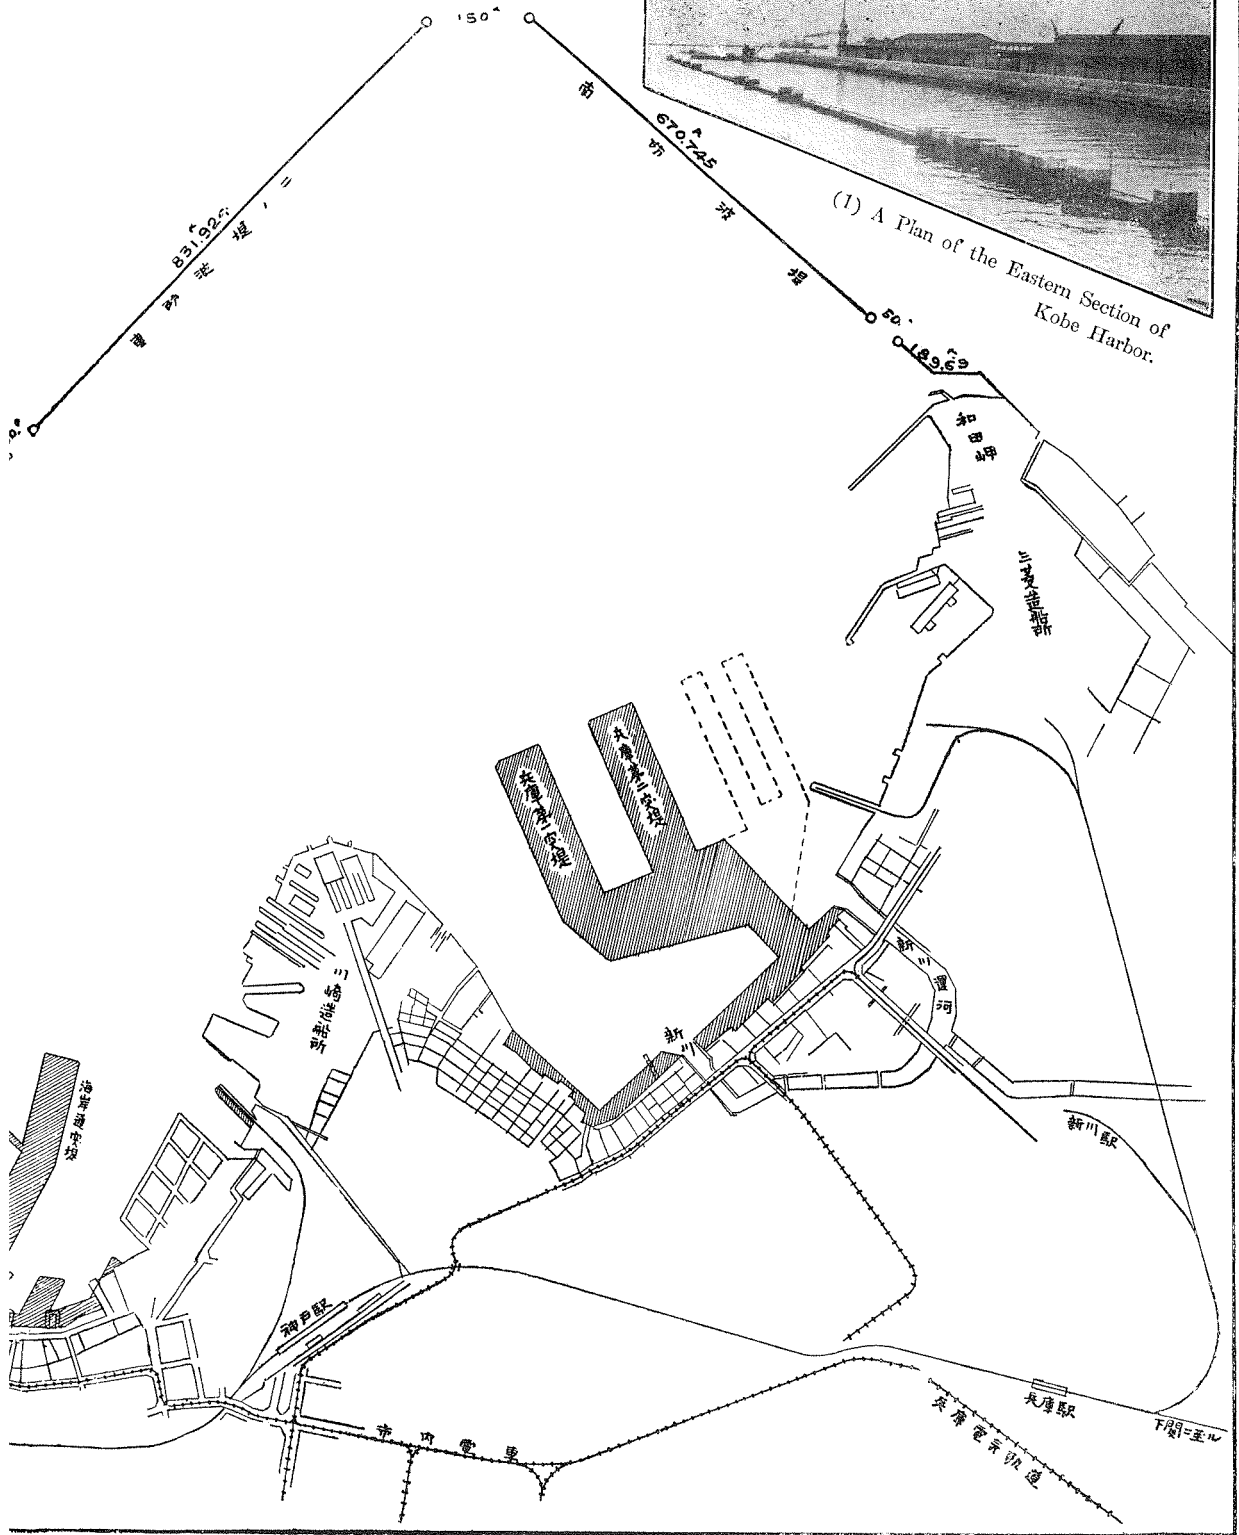 150
南防波堤
670.745
(1) A Plan of the Eastern Section of
Kobe Harbor.
東防波堤ノ二
50.
189.69
和田岬
三菱造船所
兵庫第二突堤
兵庫第一突堤
川崎造船所
新川運河
新川
海岸通突堤
新川駅
神戸駅
市内電車
兵庫駅
兵庫電気軌道
下関ニ至ル